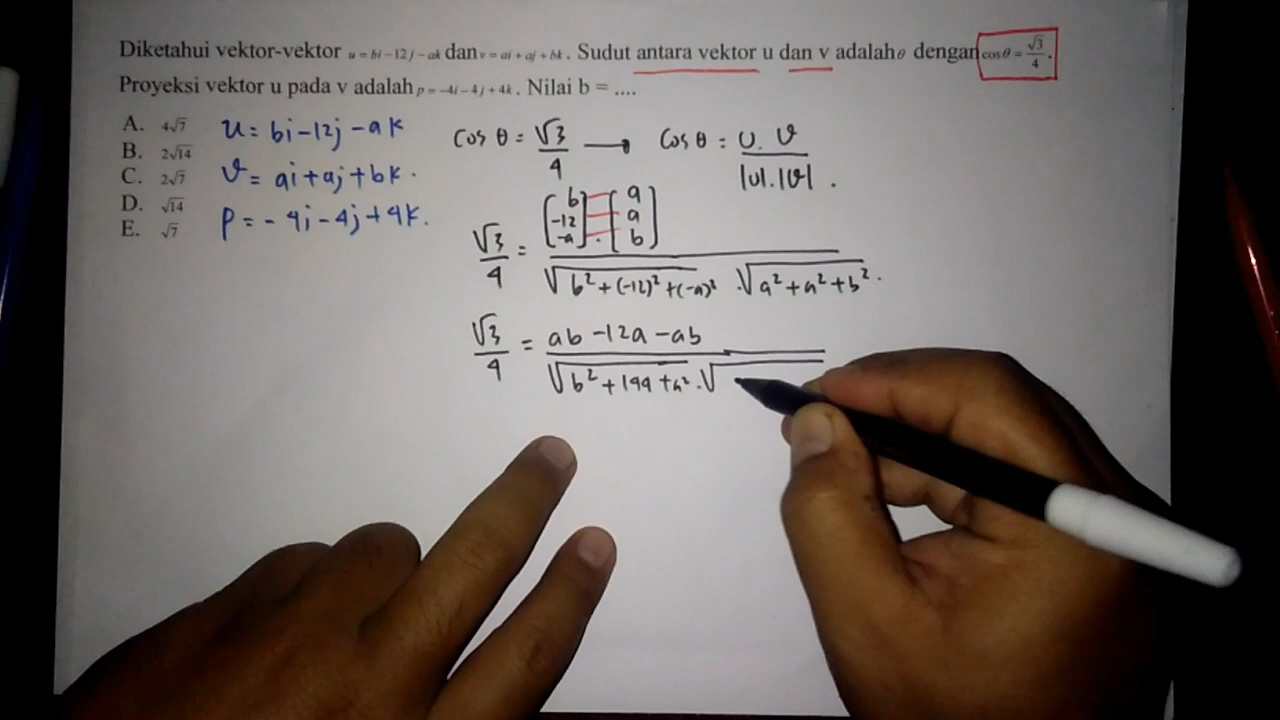 Diketahui vektor-vektor u = bi – 12j – ak dan v = ai + aj + bk . Sudut antara vektor u dan v adalah θ dengan cosθ = √3/4 .
Proyeksi vektor u pada v adalah p = –4i – 4j + 4k . Nilai b = ....
A. 4√7
B. 2√14
C. 2√7
D. √14
E. √7
u = bi – 12j – ak
v = ai + aj + bk .
p = – 4i – 4j + 4k .
cos θ = √3/4 → cos θ = u . v / |u| . |v| .
√3/4 = [b -12 -a] . [a a b] / √b² + (-12)² + (-a)² . √a² + a² + b² .
√3/4 = ab – 12a – ab / √b² + 144 + a² . √